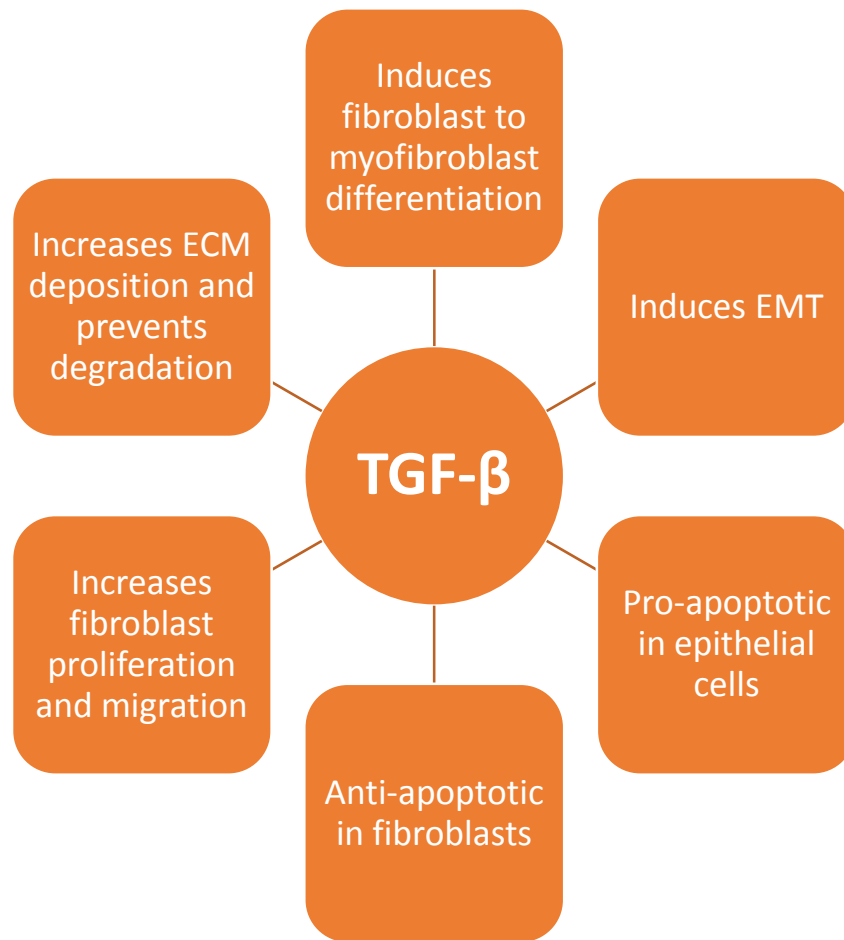 Induces
fibroblast to
myofibroblast
differentiation
Increases ECM
deposition and
prevents
degradation
Induces EMT
TGF-β
Increases
fibroblast
proliferation
and migration
Pro-apoptotic
in epithelial
cells
Anti-apoptotic
in fibroblasts